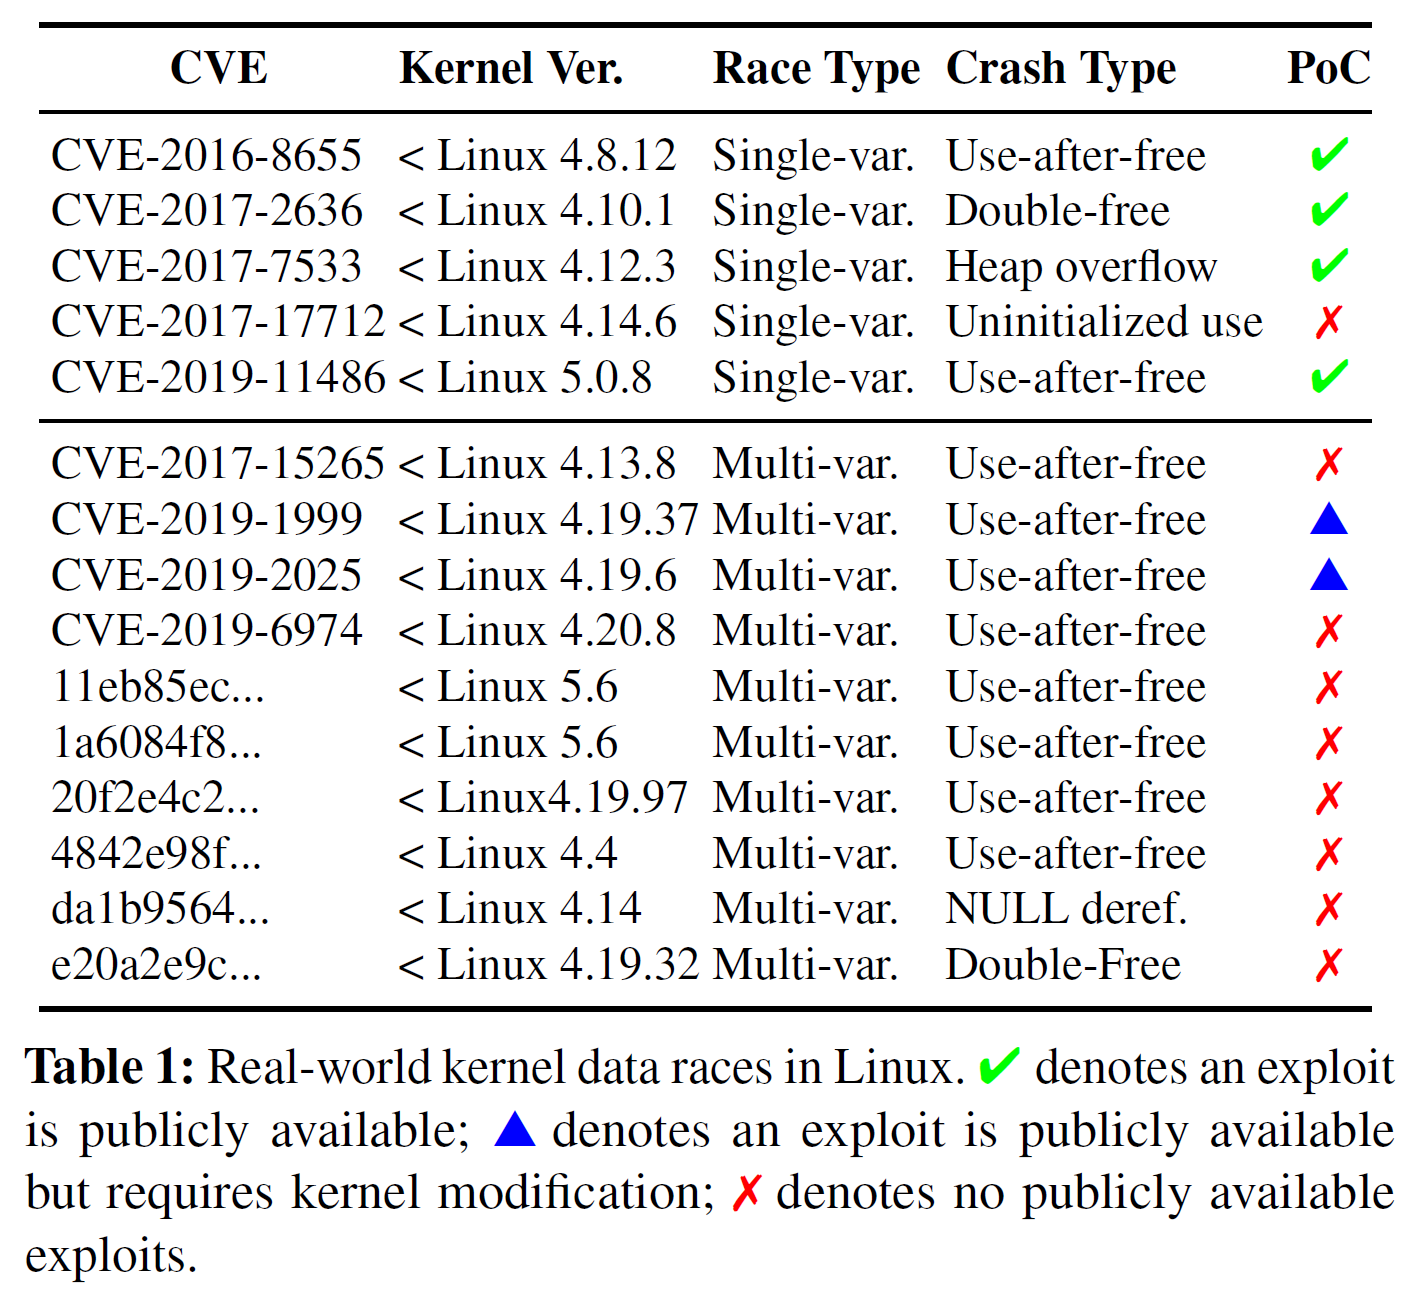 CVE Kernel Ver. Race Type Crash Type PoC
CVE-2016-8655 < Linux 4.8.12 Single-var. Use-after-free ✔
CVE-2017-2636 < Linux 4.10.1 Single-var. Double-free ✔
CVE-2017-7533 < Linux 4.12.3 Single-var. Heap overflow ✔
CVE-2017-17712 < Linux 4.14.6 Single-var. Uninitialized use ✗
CVE-2019-11486 < Linux 5.0.8 Single-var. Use-after-free ✔
CVE-2017-15265 < Linux 4.13.8 Multi-var. Use-after-free ✗
CVE-2019-1999 < Linux 4.19.37 Multi-var. Use-after-free ▲
CVE-2019-2025 < Linux 4.19.6 Multi-var. Use-after-free ▲
CVE-2019-6974 < Linux 4.20.8 Multi-var. Use-after-free ✗
11eb85ec... < Linux 5.6 Multi-var. Use-after-free ✗
1a6084f8... < Linux 5.6 Multi-var. Use-after-free ✗
20f2e4c2... < Linux4.19.97 Multi-var. Use-after-free ✗
4842e98f... < Linux 4.4 Multi-var. Use-after-free ✗
da1b9564... < Linux 4.14 Multi-var. NULL deref. ✗
e20a2e9c... < Linux 4.19.32 Multi-var. Double-Free ✗
Table 1: Real-world kernel data races in Linux. ✔ denotes an exploit
is publicly available; ▲ denotes an exploit is publicly available
but requires kernel modification; ✗ denotes no publicly available
exploits.